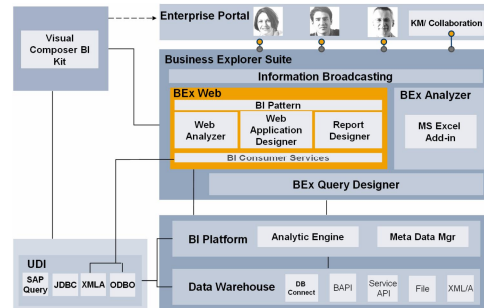 Enterprise Portal
KM/ Collaboration
Visual
Composer BI
Kit
Business Explorer Suite
Information Broadcasting
BEx Web
BI Pattern
Web
Analyzer
Web
Application
Designer
Report
Designer
BI Consumer Services
BEx Analyzer
MS Excel
Add-in
BEx Query Designer
UDI
SAP
Query
JDBC
XMLA
ODBO
BI Platform
Analytic Engine
Meta Data Mgr
Data Warehouse
DB
Connect
BAPI
Service
API
File
XML/A